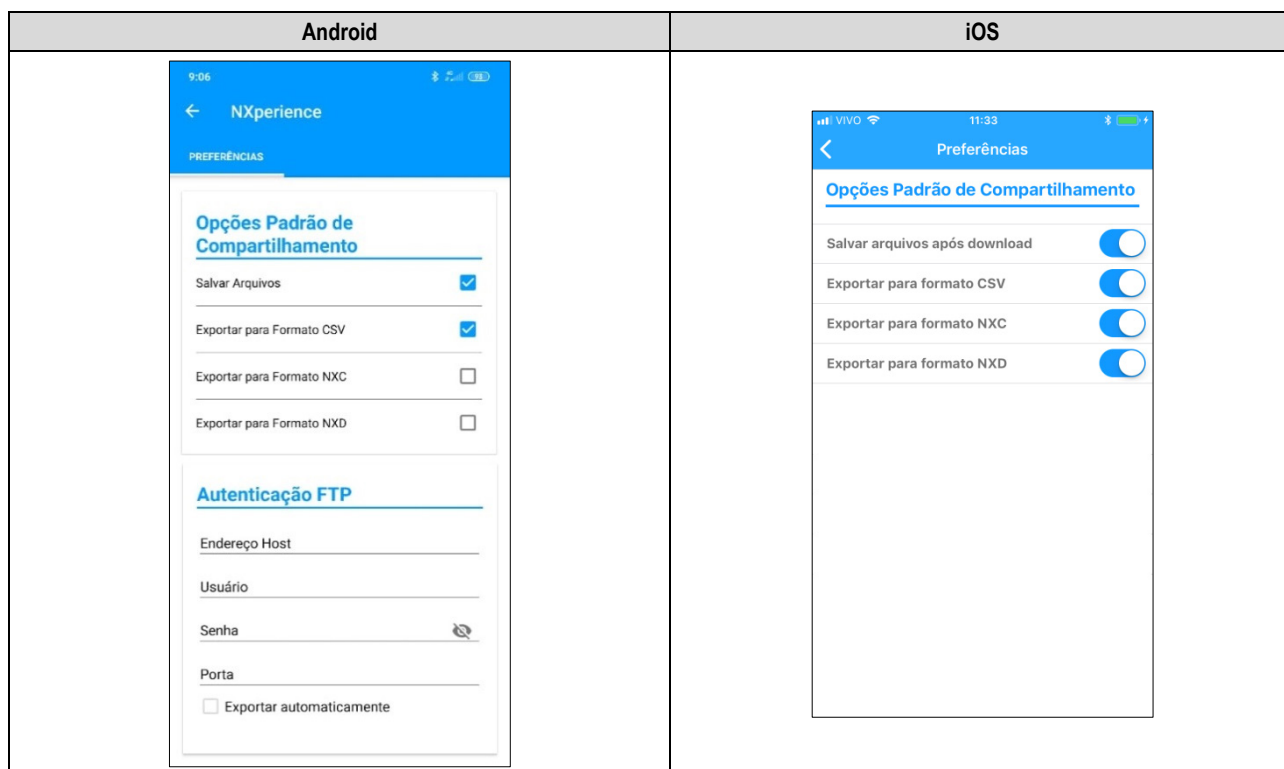 Android
iOS
9:06
NXperience
PREFERÊNCIAS
Opções Padrão de
Compartilhamento
Salvar Arquivos
Exportar para Formato CSV
Exportar para Formato NXC
Exportar para Formato NXD
Autenticação FTP
Endereço Host
Usuário
Senha
Porta
Exportar automaticamente
VIVO 11:33
Preferências
Opções Padrão de Compartilhamento
Salvar arquivos após download
Exportar para formato CSV
Exportar para formato NXC
Exportar para formato NXD